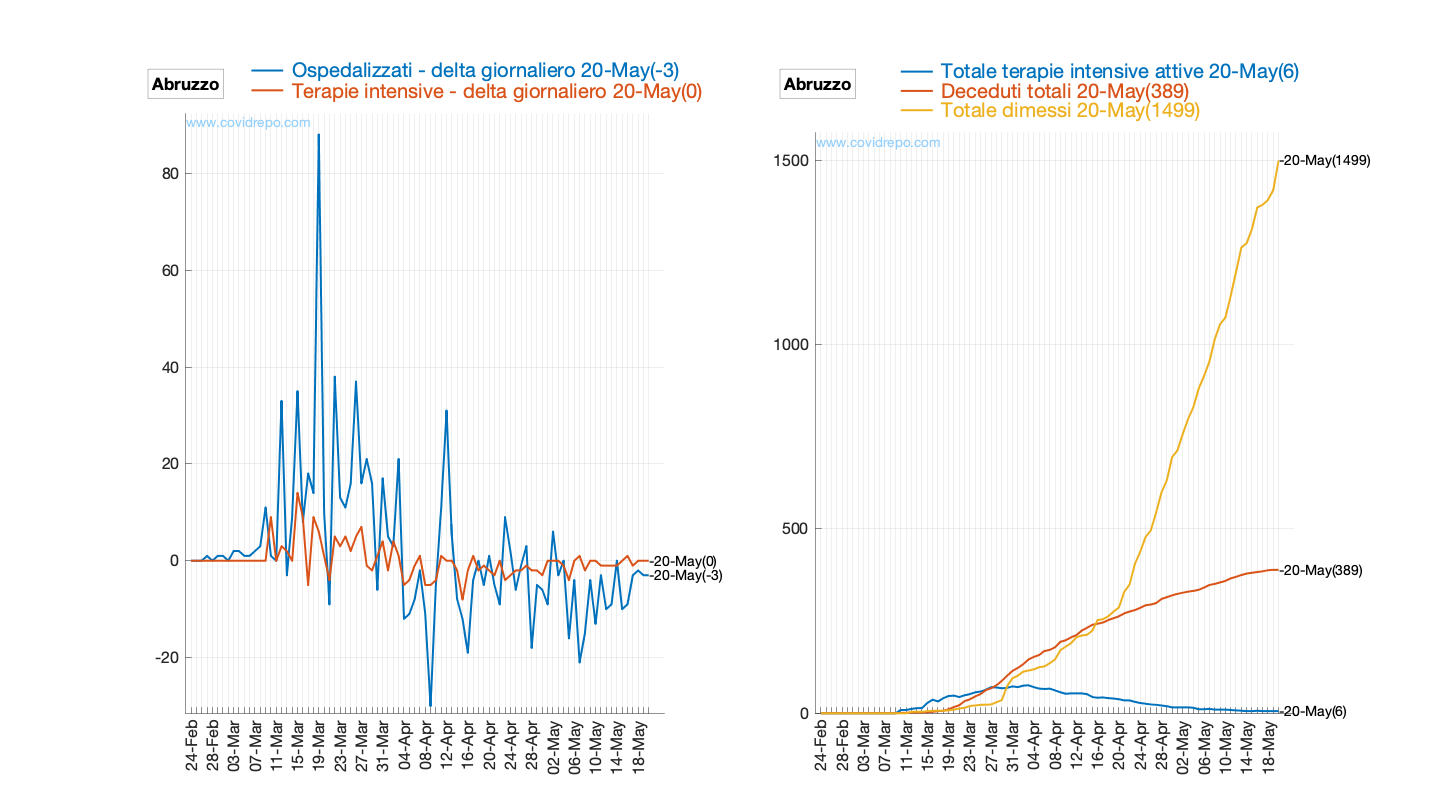 Abruzzo
Ospedalizzati - delta giornaliero 20-May(-3)
Terapie intensive - delta giornaliero 20-May(0)
www.covidrepo.com
80
60
40
20
0
-20
-20-May(0)
-20-May(-3)
24-Feb
28-Feb
03-Mar
07-Mar
11-Mar
15-Mar
19-Mar
23-Mar
27-Mar
31-Mar
04-Apr
08-Apr
12-Apr
16-Apr
20-Apr
24-Apr
28-Apr
02-May
06-May
10-May
14-May
18-May
Abruzzo
Totale terapie intensive attive 20-May(6)
Deceduti totali 20-May(389)
Totale dimessi 20-May(1499)
www.covidrepo.com
1500
1000
500
0
-20-May(1499)
-20-May(389)
-20-May(6)
24-Feb
28-Feb
03-Mar
07-Mar
11-Mar
15-Mar
19-Mar
23-Mar
27-Mar
31-Mar
04-Apr
08-Apr
12-Apr
16-Apr
20-Apr
24-Apr
28-Apr
02-May
06-May
10-May
14-May
18-May